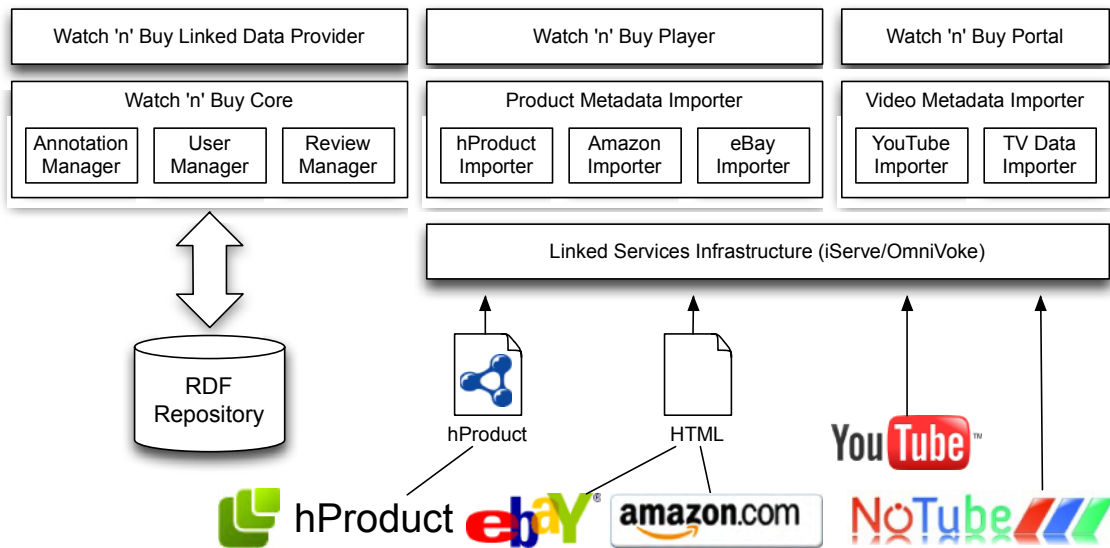 Watch 'n' Buy Linked Data Provider
Watch 'n' Buy Player
Watch 'n' Buy Portal
Watch 'n' Buy Core
Annotation
Manager
User
Manager
Review
Manager
Product Metadata Importer
hProduct
Importer
Amazon
Importer
eBay
Importer
Video Metadata Importer
YouTube
Importer
TV Data
Importer
Linked Services Infrastructure (iServe/OmniVoke)
RDF
Repository
hProduct
HTML
YouTube™
hProduct
ebaY®
amazon.com
NoTube